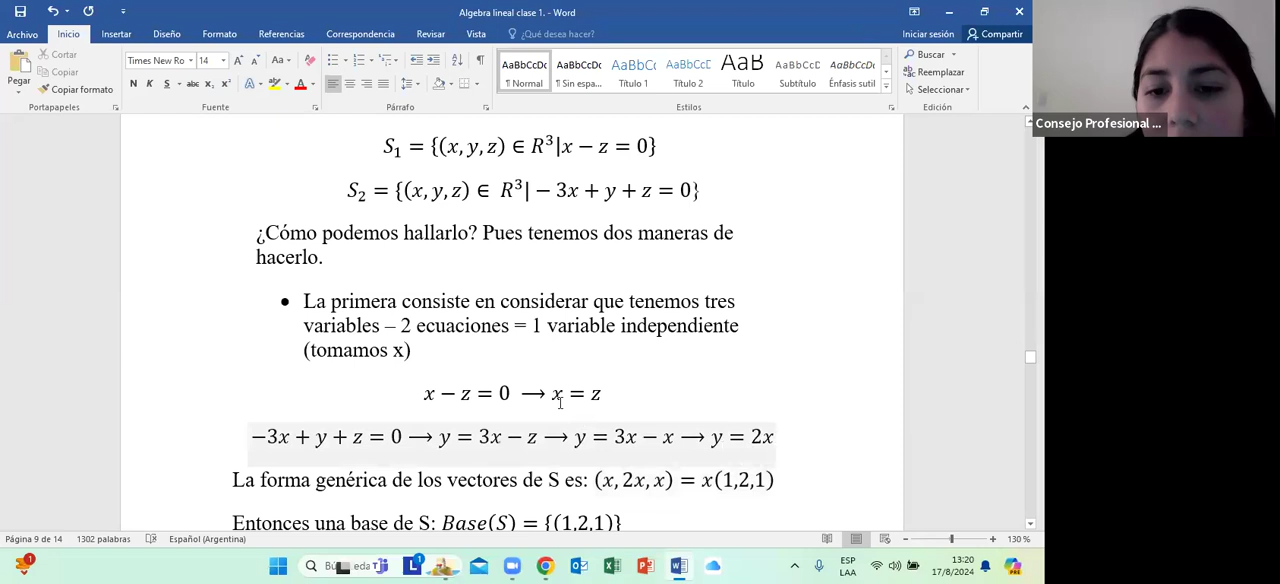 Algebra lineal clase 1. - Word
Archivo Inicio Insertar Diseño Formato Referencias Correspondencia Revisar Vista ¿Qué desea hacer? Iniciar sesión Compartir
Pegar
Cortar
Copiar
Copiar formato
Times New Ro 14
N K S abc x₂ x²
AaBbCcDc AaBbCcDc AaBbCc AaBbCcD AaB AaBbCcD AaBbCcDc
¶ Normal ¶ Sin espa... Título 1 Título 2 Título Subtítulo Énfasis sutil
Buscar
Reemplazar
Seleccionar
Portapapeles Fuente Párrafo Estilos Edición
Consejo Profesional ...
S₁ = {(x, y, z) ∈ R³|x − z = 0}
S₂ = {(x, y, z) ∈ R³| − 3x + y + z = 0}
¿Cómo podemos hallarlo? Pues tenemos dos maneras de
hacerlo.
• La primera consiste en considerar que tenemos tres
variables – 2 ecuaciones = 1 variable independiente
(tomamos x)
x − z = 0 ⟶ x = z
−3x + y + z = 0 ⟶ y = 3x − z ⟶ y = 3x − x ⟶ y = 2x
La forma genérica de los vectores de S es: (x, 2x, x) = x(1,2,1)
Entonces una base de S: Base(S) = {(1,2,1)}
Página 9 de 14 1302 palabras Español (Argentina) 130 %
ESP
LAA
13:20
17/8/2024